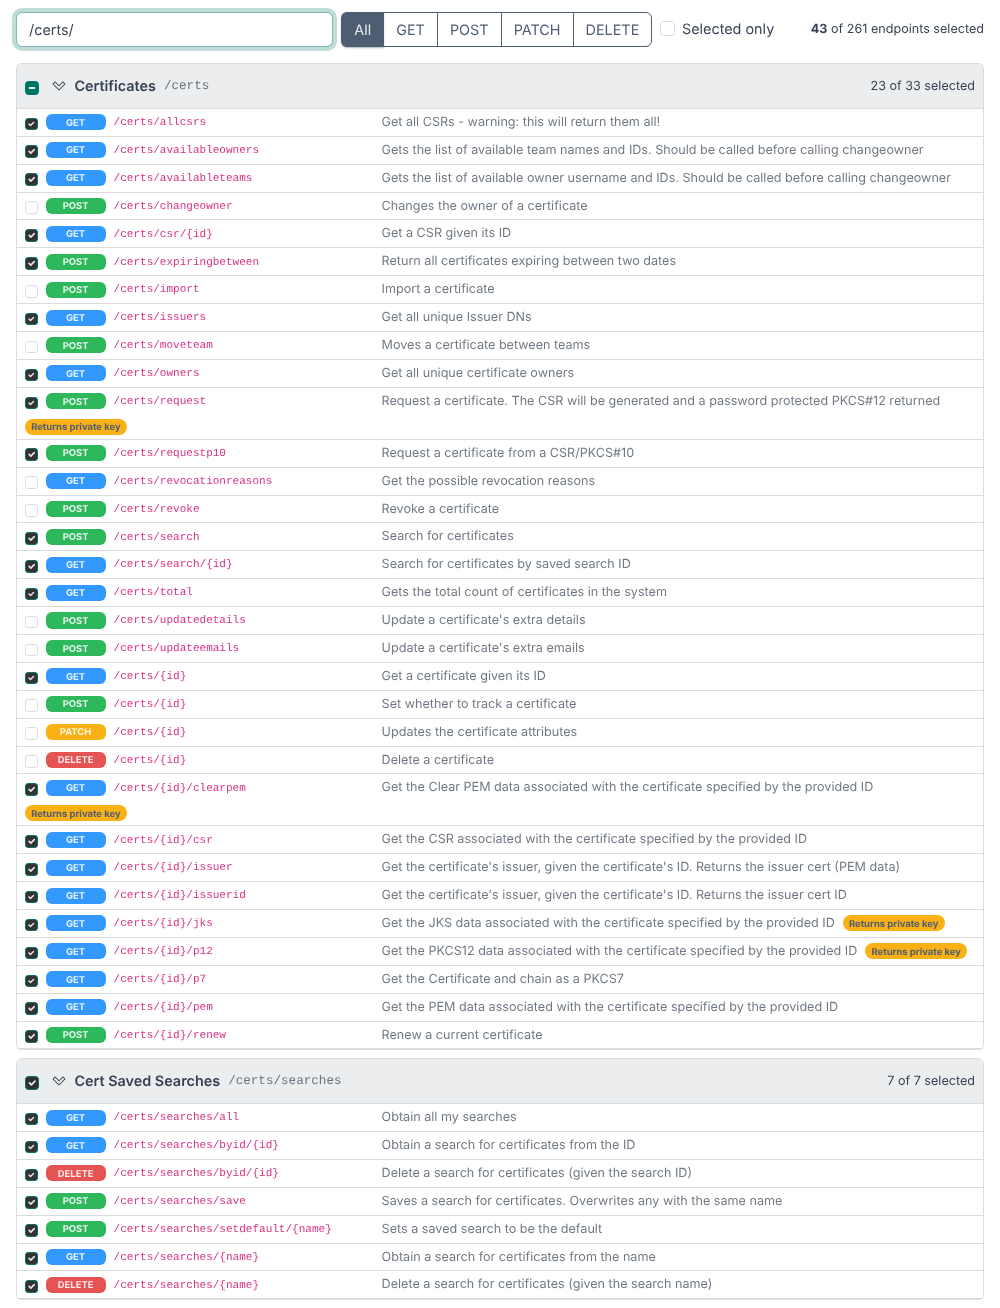 /certs/ All GET POST PATCH DELETE Selected only 43 of 261 endpoints selected
Certificates /certs 23 of 33 selected
GET /certs/allcsrs Get all CSRs - warning: this will return them all!
GET /certs/availableowners Gets the list of available team names and IDs. Should be called before calling changeowner
GET /certs/availableteams Gets the list of available owner username and IDs. Should be called before calling changeowner
POST /certs/changeowner Changes the owner of a certificate
GET /certs/csr/{id} Get a CSR given its ID
POST /certs/expiringbetween Return all certificates expiring between two dates
POST /certs/import Import a certificate
GET /certs/issuers Get all unique Issuer DNs
POST /certs/moveteam Moves a certificate between teams
GET /certs/owners Get all unique certificate owners
POST /certs/request Request a certificate. The CSR will be generated and a password protected PKCS#12 returned
Returns private key
POST /certs/requestp10 Request a certificate from a CSR/PKCS#10
GET /certs/revocationreasons Get the possible revocation reasons
POST /certs/revoke Revoke a certificate
POST /certs/search Search for certificates
GET /certs/search/{id} Search for certificates by saved search ID
GET /certs/total Gets the total count of certificates in the system
POST /certs/updatedetails Update a certificate's extra details
POST /certs/updateemails Update a certificate's extra emails
GET /certs/{id} Get a certificate given its ID
POST /certs/{id} Set whether to track a certificate
PATCH /certs/{id} Updates the certificate attributes
DELETE /certs/{id} Delete a certificate
GET /certs/{id}/clearpem Get the Clear PEM data associated with the certificate specified by the provided ID
Returns private key
GET /certs/{id}/csr Get the CSR associated with the certificate specified by the provided ID
GET /certs/{id}/issuer Get the certificate's issuer, given the certificate's ID. Returns the issuer cert (PEM data)
GET /certs/{id}/issuerid Get the certificate's issuer, given the certificate's ID. Returns the issuer cert ID
GET /certs/{id}/jks Get the JKS data associated with the certificate specified by the provided ID Returns private key
GET /certs/{id}/p12 Get the PKCS12 data associated with the certificate specified by the provided ID Returns private key
GET /certs/{id}/p7 Get the Certificate and chain as a PKCS7
GET /certs/{id}/pem Get the PEM data associated with the certificate specified by the provided ID
POST /certs/{id}/renew Renew a current certificate
Cert Saved Searches /certs/searches 7 of 7 selected
GET /certs/searches/all Obtain all my searches
GET /certs/searches/byid/{id} Obtain a search for certificates from the ID
DELETE /certs/searches/byid/{id} Delete a search for certificates (given the search ID)
POST /certs/searches/save Saves a search for certificates. Overwrites any with the same name
POST /certs/searches/setdefault/{name} Sets a saved search to be the default
GET /certs/searches/{name} Obtain a search for certificates from the name
DELETE /certs/searches/{name} Delete a search for certificates (given the search name)